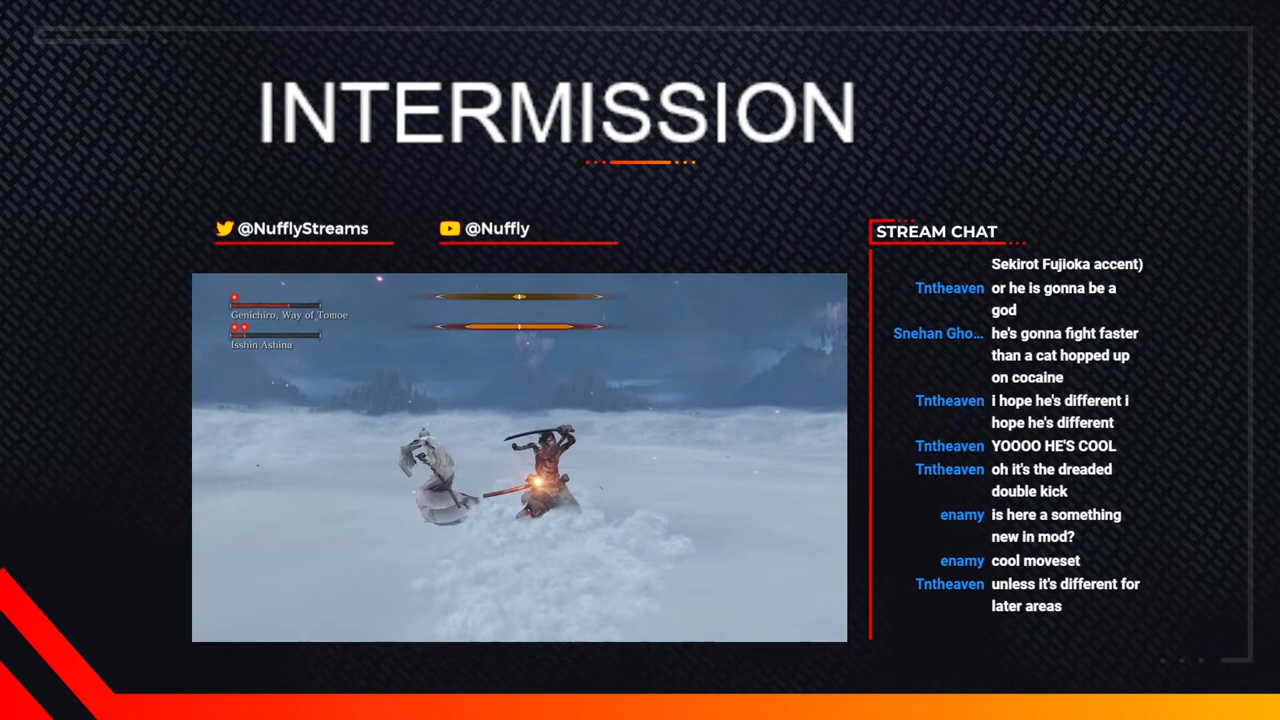 INTERMISSION
@NufflyStreams
@Nuffly
STREAM CHAT
Genichiro, Way of Tomoe
Isshin Ashina
Sekirot Fujioka accent)
Tntheaven or he is gonna be a
god
Snehan Gho... he's gonna fight faster
than a cat hopped up
on cocaine
Tntheaven i hope he's different i
hope he's different
Tntheaven YOOOO HE'S COOL
Tntheaven oh it's the dreaded
double kick
enamy is here a something
new in mod?
enamy cool moveset
Tntheaven unless it's different for
later areas